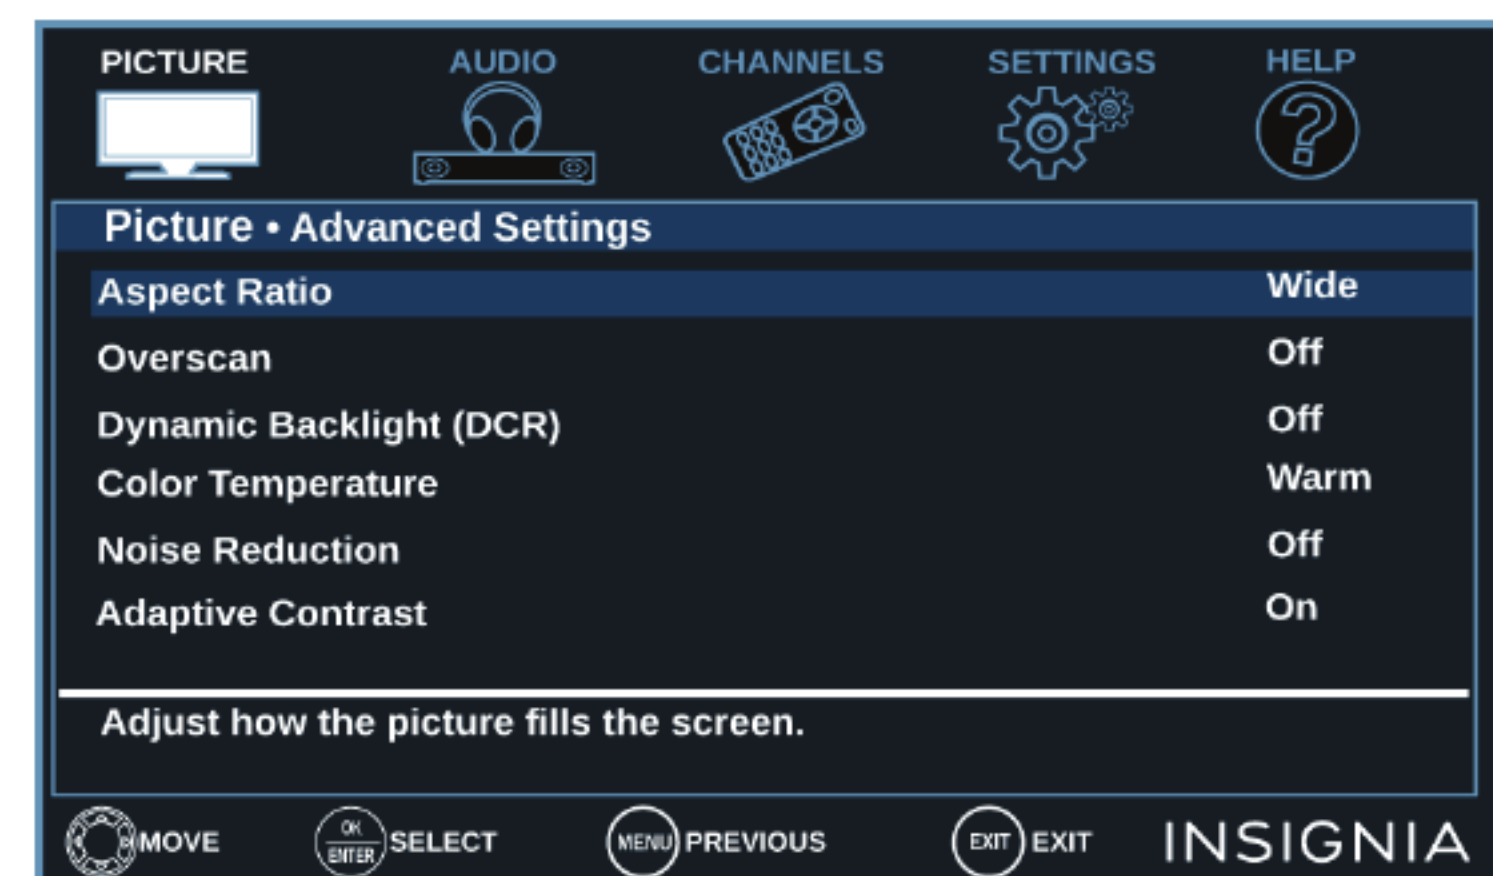 PICTURE AUDIO CHANNELS SETTINGS HELP
?
Picture • Advanced Settings
Aspect Ratio Wide
Overscan Off
Dynamic Backlight (DCR) Off
Color Temperature Warm
Noise Reduction Off
Adaptive Contrast On
Adjust how the picture fills the screen.
MOVE OK ENTER SELECT MENU PREVIOUS EXIT EXIT INSIGNIA